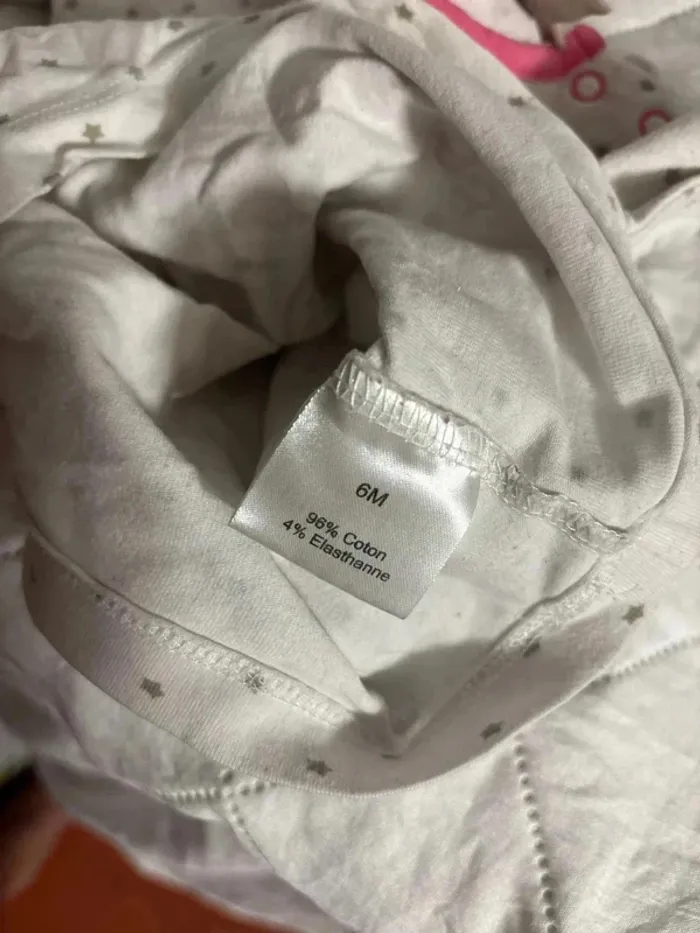 6M
96% Coton
4% Elasthanne